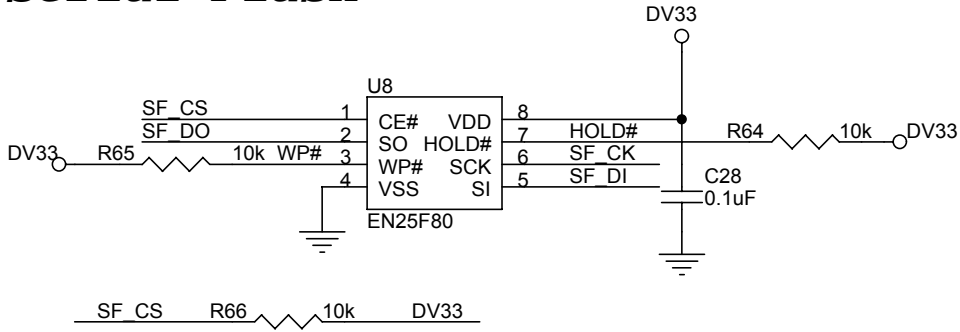 DV33
U8
SF_CS 1 CE# VDD 8
SF_DO 2 SO HOLD# 7 HOLD# R64 10k DV33
DV33 R65 10k WP# 3 WP# SCK 6 SF_CK
4 VSS SI 5 SF_DI
C28
0.1uF
EN25F80
SF_CS R66 10k DV33